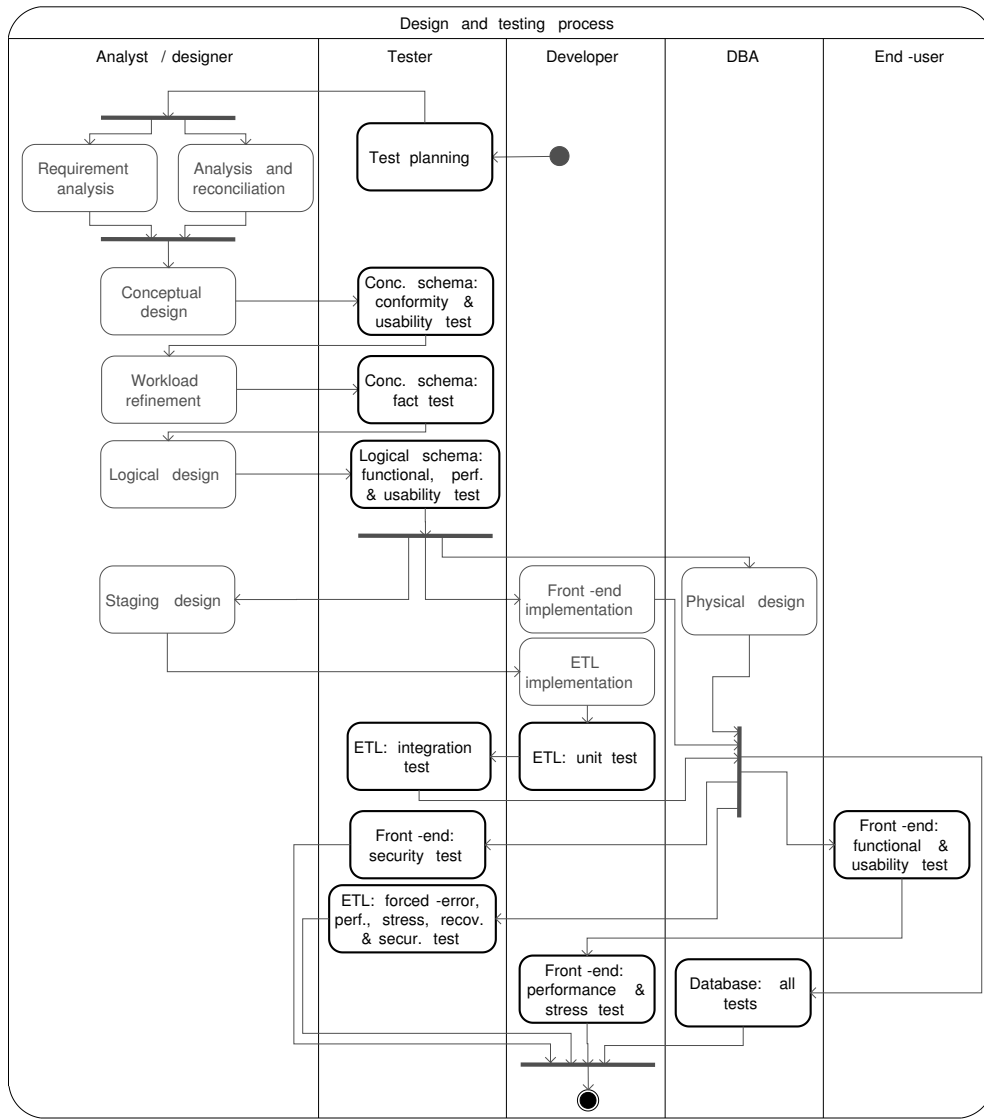 Design and testing process
Analyst / designer
Tester
Developer
DBA
End -user
Test planning
Requirement
analysis
Analysis and
reconciliation
Conceptual
design
Conc. schema:
conformity &
usability test
Workload
refinement
Conc. schema:
fact test
Logical design
Logical schema:
functional, perf.
& usability test
Staging design
Front -end
implementation
Physical design
ETL
implementation
ETL: integration
test
ETL: unit test
Front -end:
security test
Front -end:
functional &
usability test
ETL: forced -error,
perf., stress, recov.
& secur. test
Front -end:
performance &
stress test
Database: all
tests